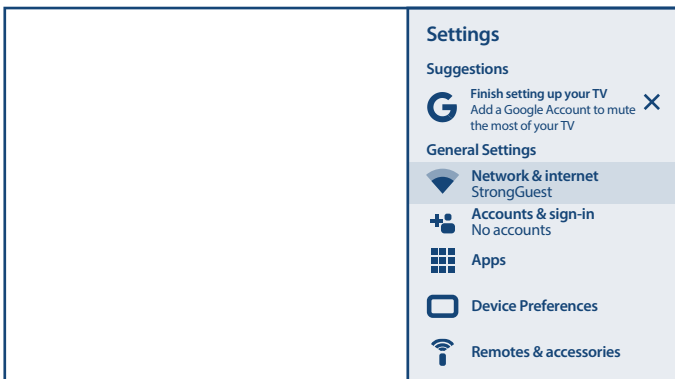 Settings
Suggestions
Finish setting up your TV
Add a Google Account to mute
the most of your TV
General Settings
Network & internet
StrongGuest
Accounts & sign-in
No accounts
Apps
Device Preferences
Remotes & accessories